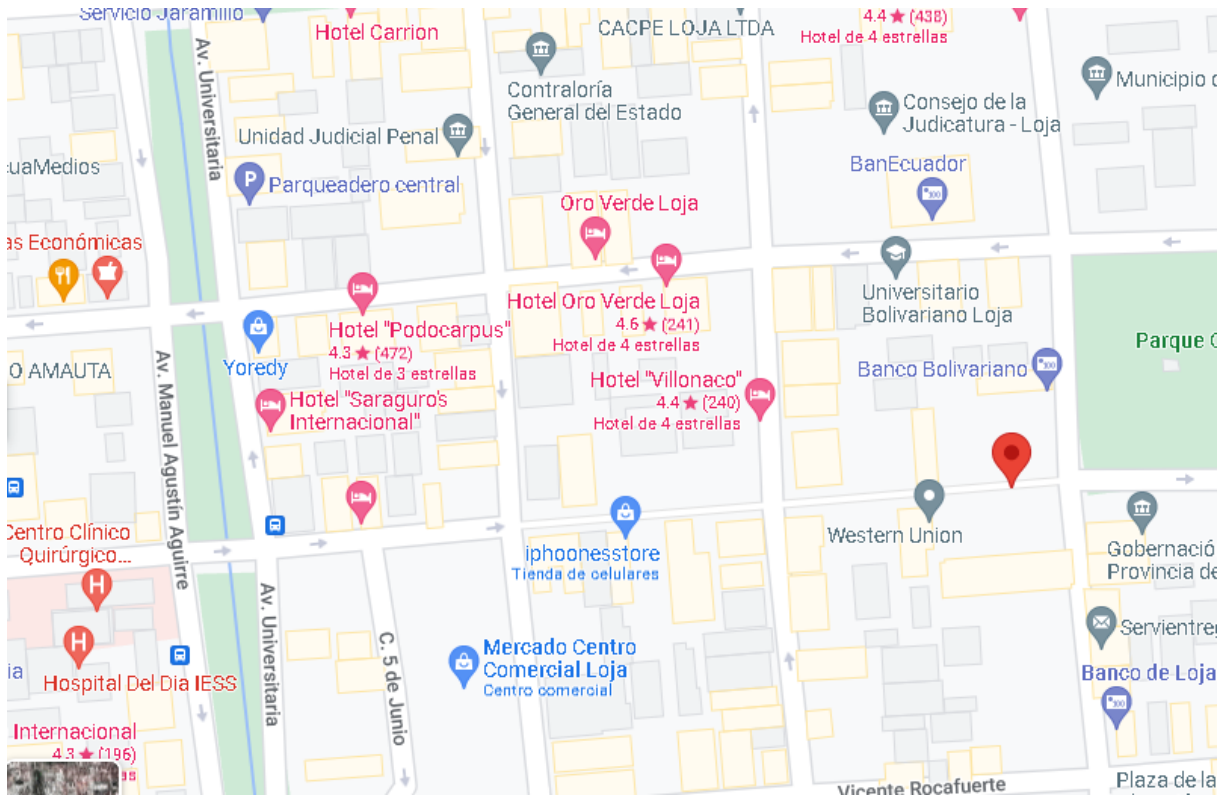 Servicio Jaramillo
Hotel Carrion
CACPE LOJA LTDA
4.4 ★ (438)
Hotel de 4 estrellas
Av. Universitaria
Contraloría
General del Estado
Municipio
Consejo de la
Judicatura - Loja
Unidad Judicial Penal
uaMedios
P
Parqueadero central
BanEcuador
Oro Verde Loja
as Económicas
Universitario
Bolivariano Loja
Hotel Oro Verde Loja
4.6 ★ (241)
Hotel de 4 estrellas
Hotel "Podocarpus"
4.3 ★ (472)
Hotel de 3 estrellas
Parque
Yoredy
O AMAUTA
Banco Bolivariano
Hotel "Villonaco"
4.4 ★ (240)
Hotel de 4 estrellas
Hotel "Saraguro's
Internacional"
Av. Manuel Agustín Aguirre
Western Union
Centro Clínico
Quirúrgico...
H
iphoonesstore
Tienda de celulares
Gobernació
Provincia de
Av. Universitaria
C. 5 de Junio
H
Hospital Del Dia IESS
Mercado Centro
Comercial Loja
Centro comercial
Servientreg
ia
Banco de Loja
Internacional
4.3 ★ (196)
as
Vicente Rocafuerte
Plaza de la